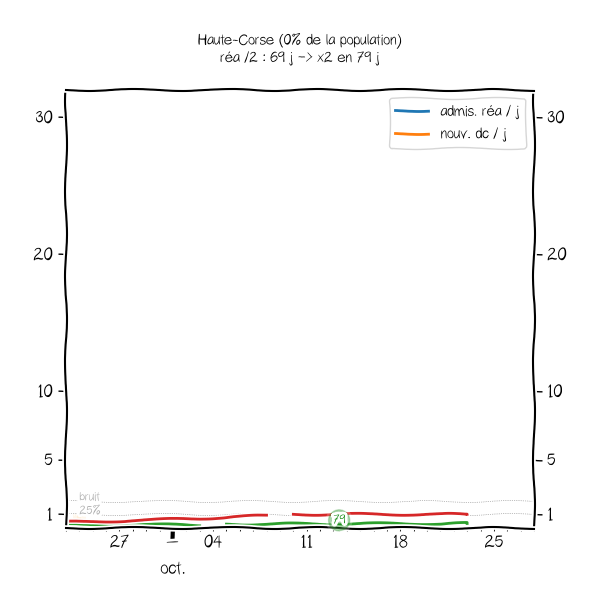 Haute-Corse (0% de la population)
réa /2 : 69 j -> x2 en 79 j
admis. réa / j
nouv. dc / j
30 30
20 20
10 10
5 5
bruit
25%
1 79 1
27 04 11 18 25
oct.